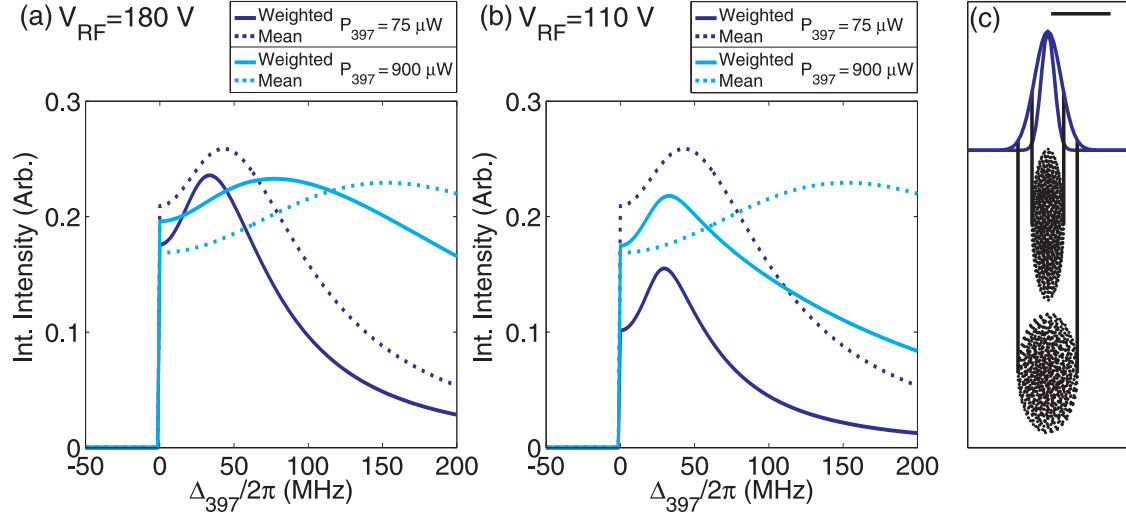 (a) V_RF=180 V
Weighted P_397 = 75 µW
Mean
Weighted P_397 = 900 µW
Mean
Int. Intensity (Arb.)
0.3
0.2
0.1
0
-50 0 50 100 150 200
Δ_397/2π (MHz)
(b) V_RF=110 V
Weighted P_397 = 75 µW
Mean
Weighted P_397 = 900 µW
Mean
Int. Intensity (Arb.)
0.3
0.2
0.1
0
-50 0 50 100 150 200
Δ_397/2π (MHz)
(c)